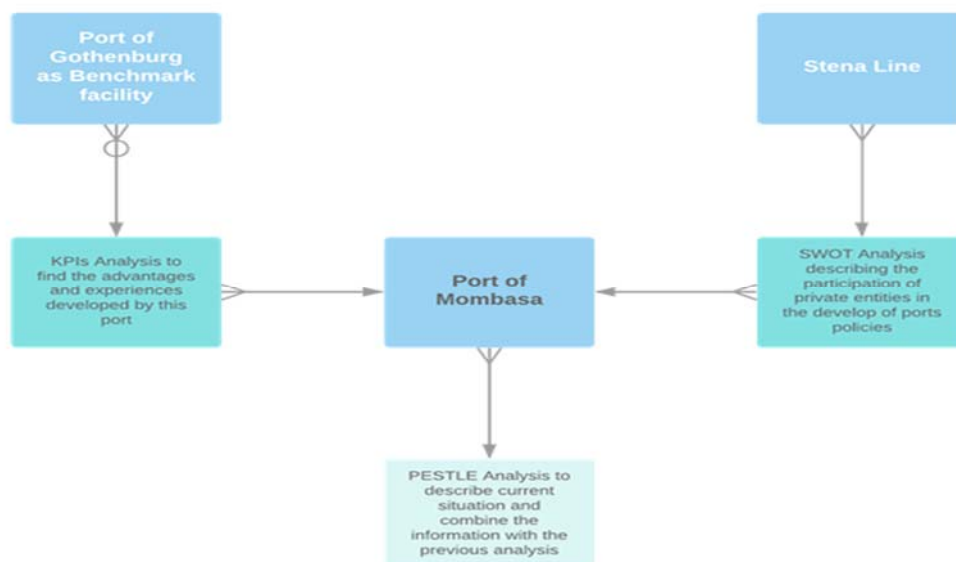 Port of
Gothenburg
as Benchmark
facility
Stena Line
KPIs Analysis to
find the advantages
and experiences
developed by this
port
Port of
Mombasa
SWOT Analysis
describing the
participation of
private entities in
the develop of ports
policies
PESTLE Analysis to
describe current
situation and
combine the
information with the
previous analysis